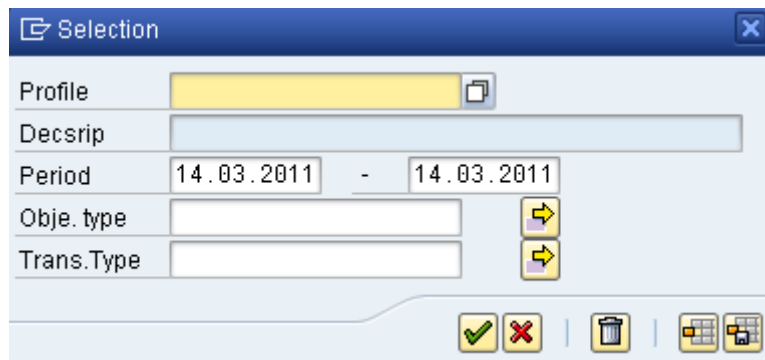 Selection
Profile
Decsrip
Period 14.03.2011 - 14.03.2011
Obje. type
Trans.Type